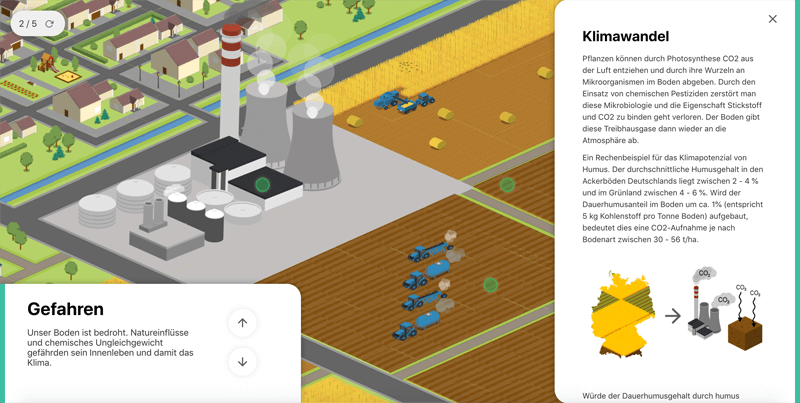 2 / 5
Gefahren
Unser Boden ist bedroht. Natureinflüsse
und chemisches Ungleichgewicht
gefährden sein Innenleben und damit das
Klima.
Klimawandel
Pflanzen können durch Photosynthese CO2 aus
der Luft entziehen und durch ihre Wurzeln an
Mikroorganismen im Boden abgeben. Durch den
Einsatz von chemischen Pestiziden zerstört man
diese Mikrobiologie und die Eigenschaft Stickstoff
und CO2 zu binden geht verloren. Der Boden gibt
diese Treibhausgase dann wieder an die
Atmosphäre ab.
Ein Rechenbeispiel für das Klimapotenzial von
Humus. Der durchschnittliche Humusgehalt in den
Ackerböden Deutschlands liegt zwischen 2 - 4 %
und im Grünland zwischen 4 - 6 %. Wird der
Dauerhumusanteil im Boden um ca. 1% (entspricht
5 kg Kohlenstoff pro Tonne Boden) aufgebaut,
bedeutet dies eine CO2-Aufnahme je nach
Bodenart zwischen 30 - 56 t/ha.
CO₂
CO₂
CO₂
CO₂
Würde der Dauerhumusgehalt durch humus